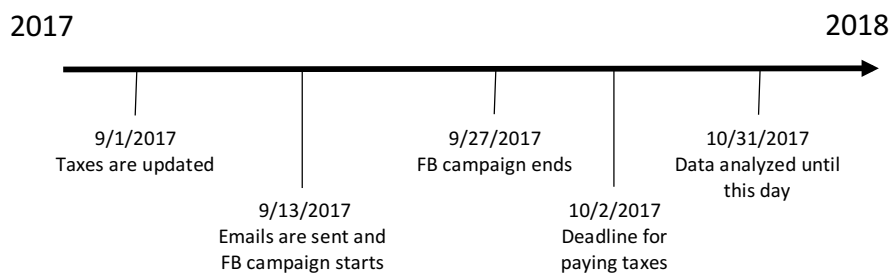 2017
2018
9/1/2017
Taxes are updated
9/13/2017
Emails are sent and
FB campaign starts
9/27/2017
FB campaign ends
10/2/2017
Deadline for
paying taxes
10/31/2017
Data analyzed until
this day